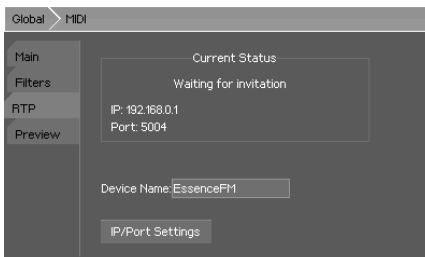 Global MIDI
Main
Filters
RTP
Preview
Current Status
Waiting for invitation
IP: 192.168.0.1
Port: 5004
Device Name: EssenceFM
IP/Port Settings